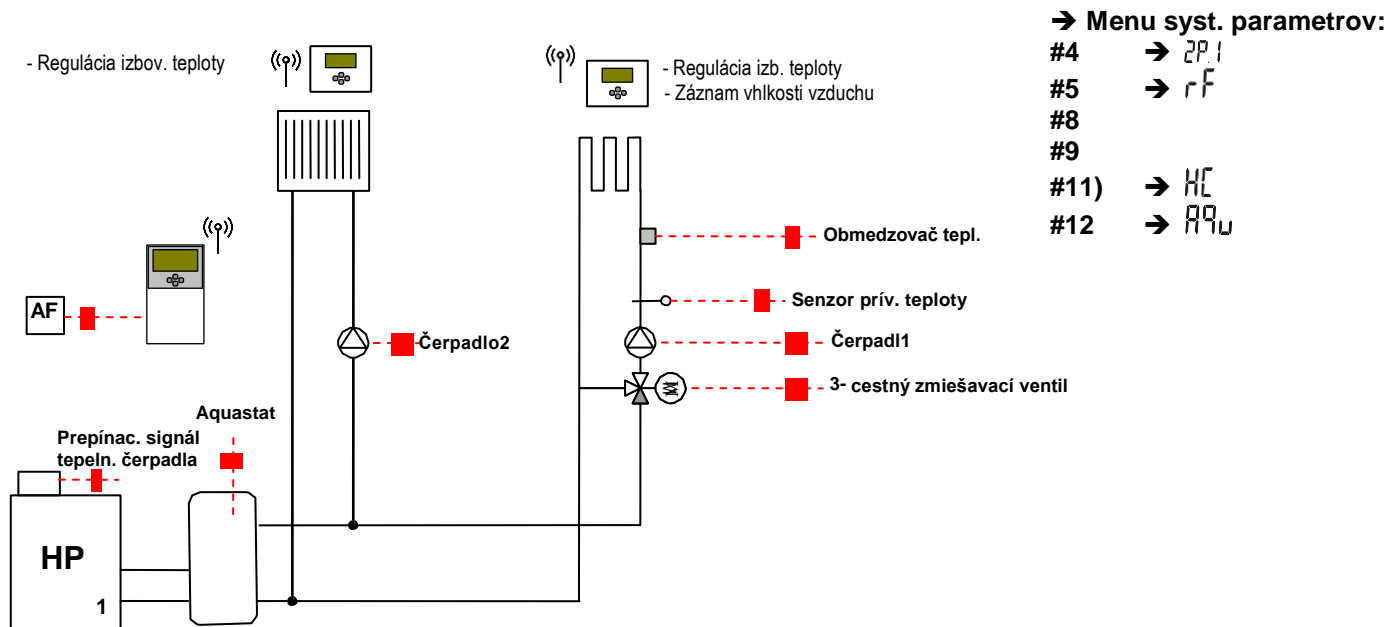 - Regulácia izbov. teploty
- Regulácia izb. teploty
- Záznam vhlkosti vzduchu
➔ Menu syst. parametrov:
#4 ➔ 2P.1
#5 ➔ rF
#8
#9
#11) ➔ HC
#12 ➔ Aqu
Obmedzovač tepl.
Senzor prív. teploty
AF
Čerpadlo2
Čerpadl1
3- cestný zmiešavací ventil
Aquastat
Prepínac. signál
tepeln. čerpadla
HP
1